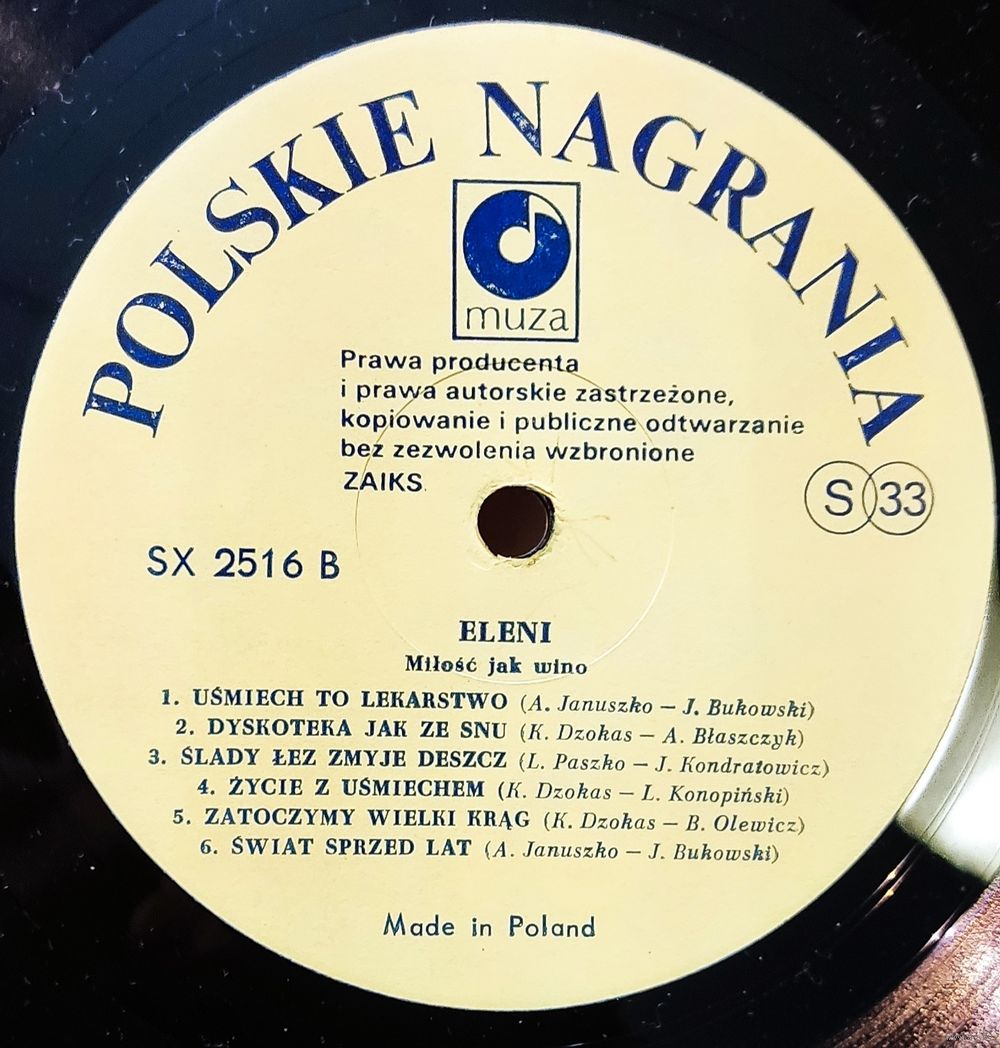 POLSKIE NAGRANIA
muza
Prawa producenta
i prawa autorskie zastrzeżone,
kopiowanie i publiczne odtwarzanie
bez zezwolenia wzbronione
ZAIKS
S 33
SX 2516 B
ELENI
Miłość jak wino
1. UŚMIECH TO LEKARSTWO (A. Januszko — J. Bukowski)
2. DYSKOTEKA JAK ZE SNU (K. Dzokas — A. Błaszczyk)
3. ŚLADY ŁEZ ZMYJE DESZCZ (L. Paszko — J. Kondratowicz)
4. ŻYCIE Z UŚMIECHEM (K. Dzokas — L. Konopiński)
5. ZATOCZYMY WIELKI KRĄG (K. Dzokas — B. Olewicz)
6. ŚWIAT SPRZED LAT (A. Januszko — J. Bukowski)
Made in Poland